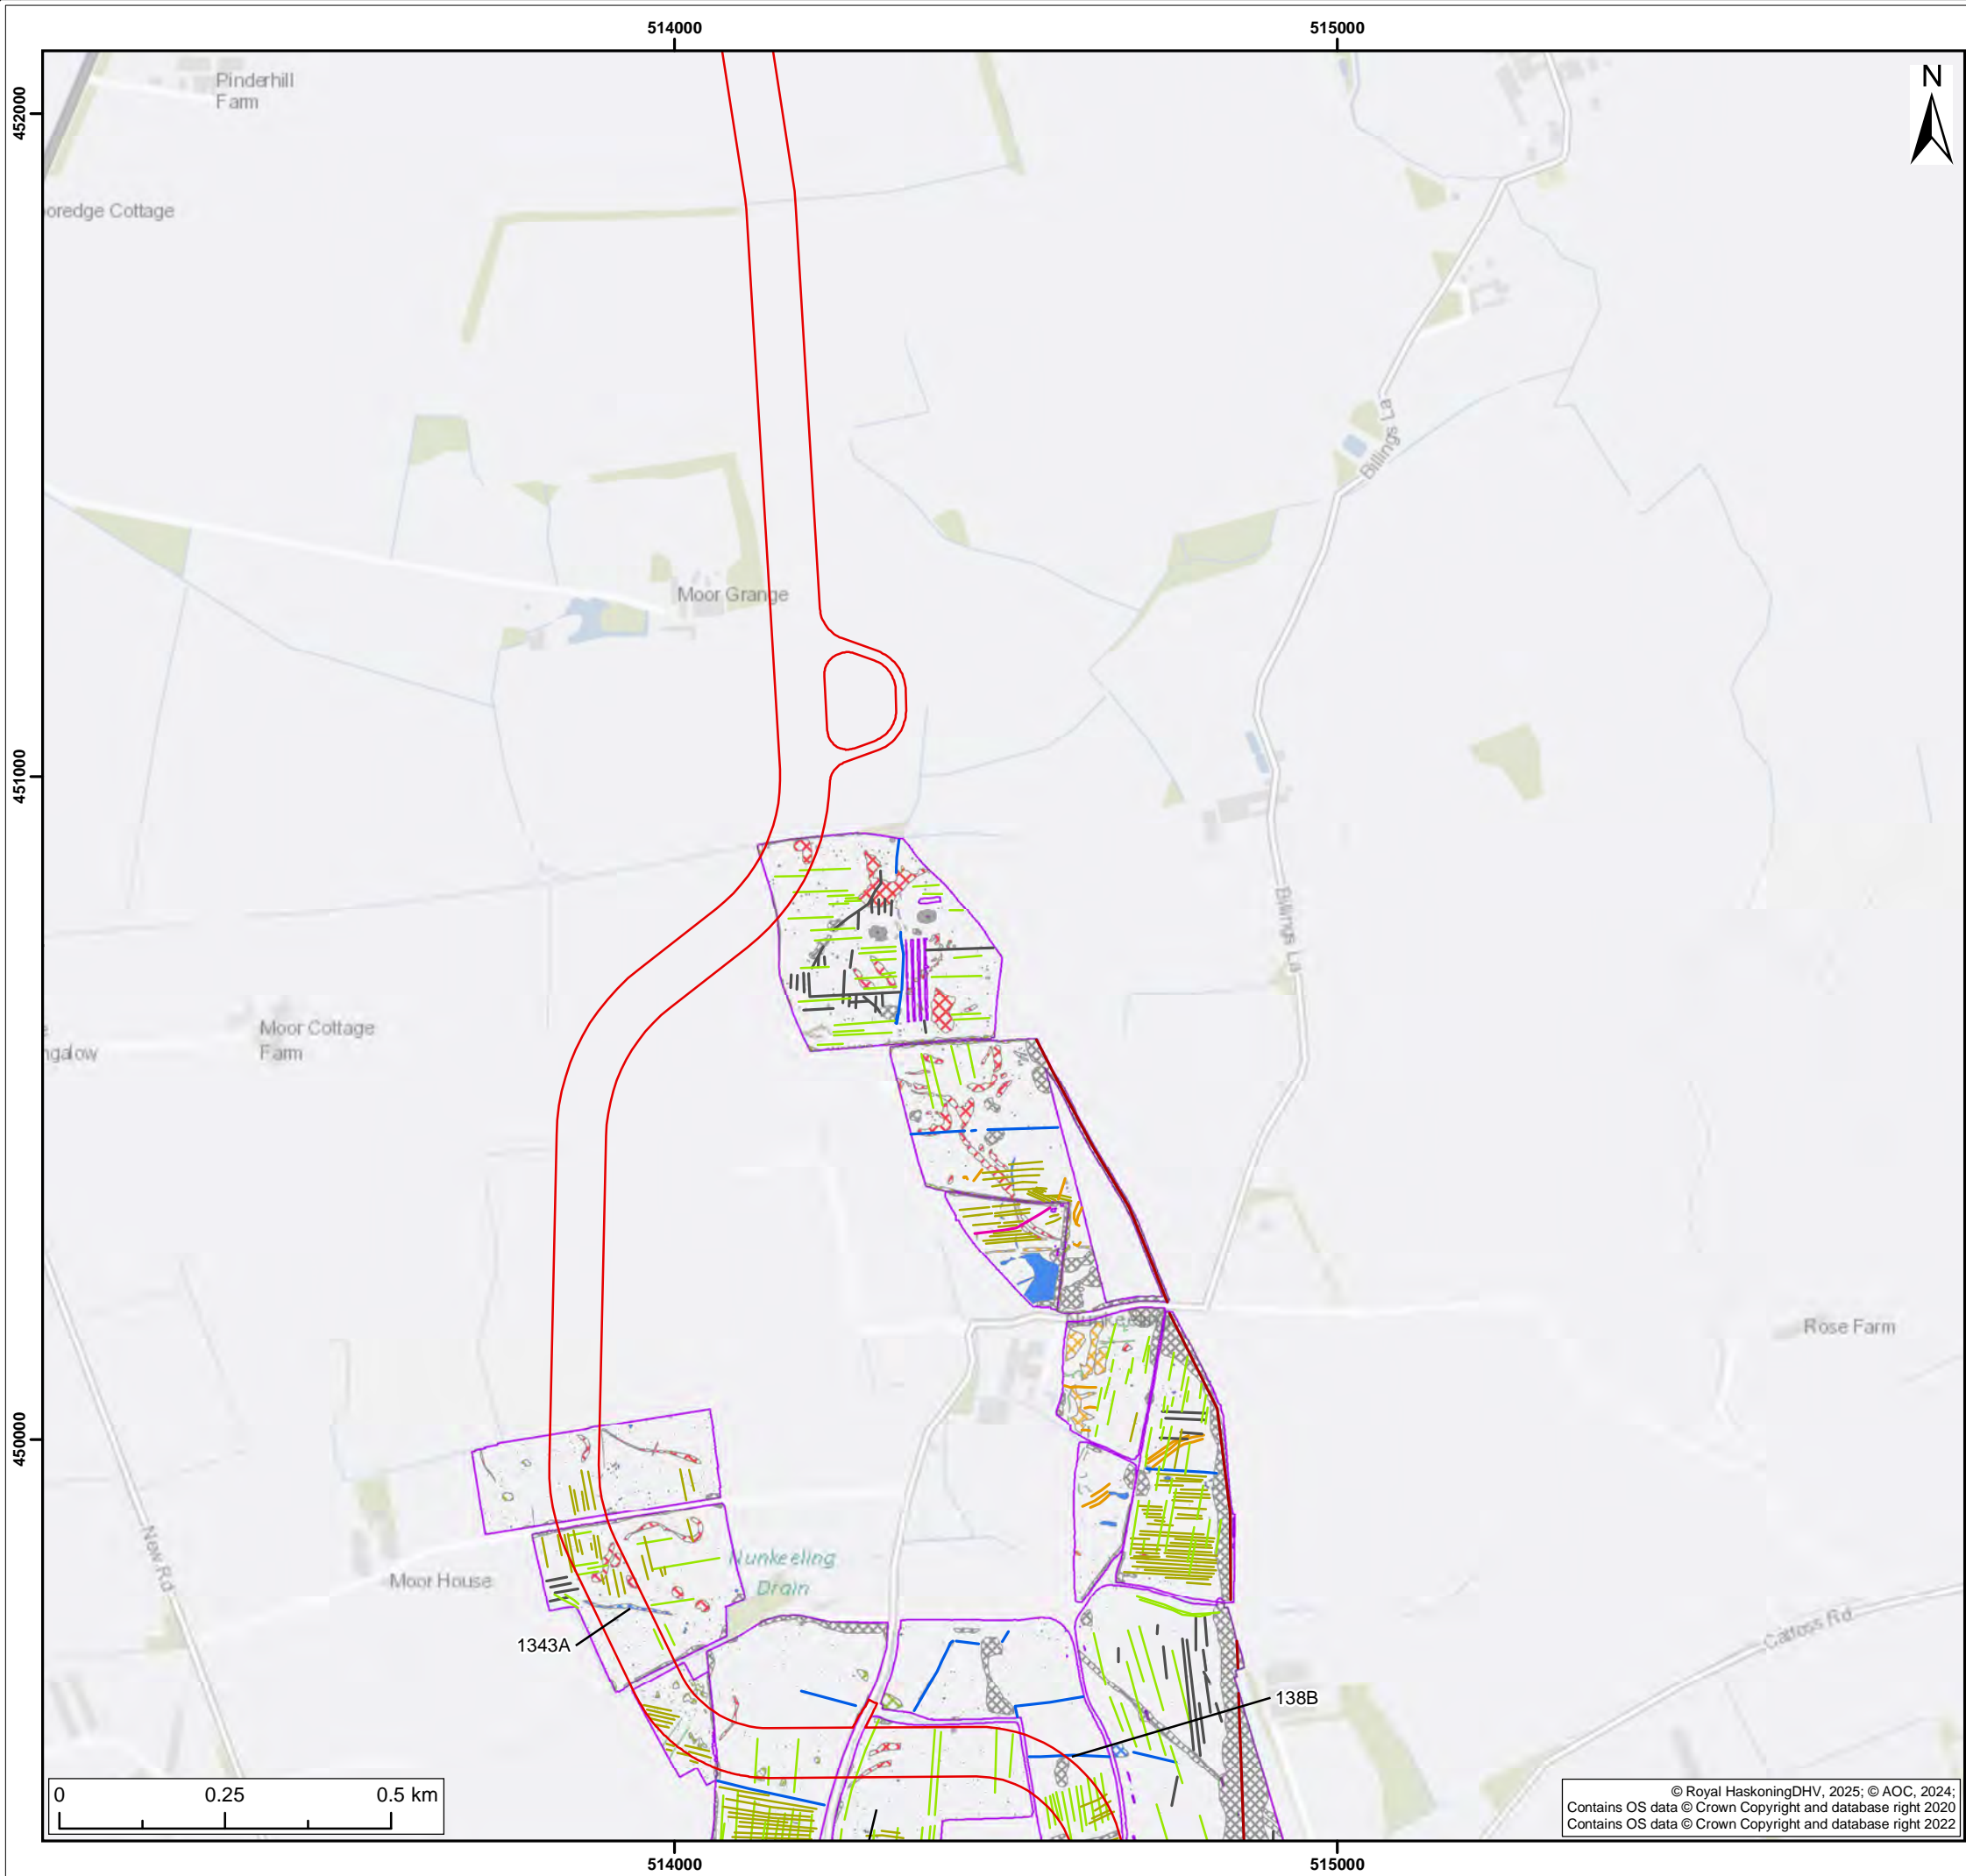 514000
515000
N
452000
Pinderhill
Farm
oredge Cottage
Billings La
Moor Grange
451000
Billings La
Moor Cottage
Farm
ngalow
Rose Farm
450000
New Rd
Moor House
Nunkeeling
Drain
1343A
Catfoss Rd
138B
0 0.25 0.5 km
© Royal HaskoningDHV, 2025; © AOC, 2024;
Contains OS data © Crown Copyright and database right 2020
Contains OS data © Crown Copyright and database right 2022
514000
515000